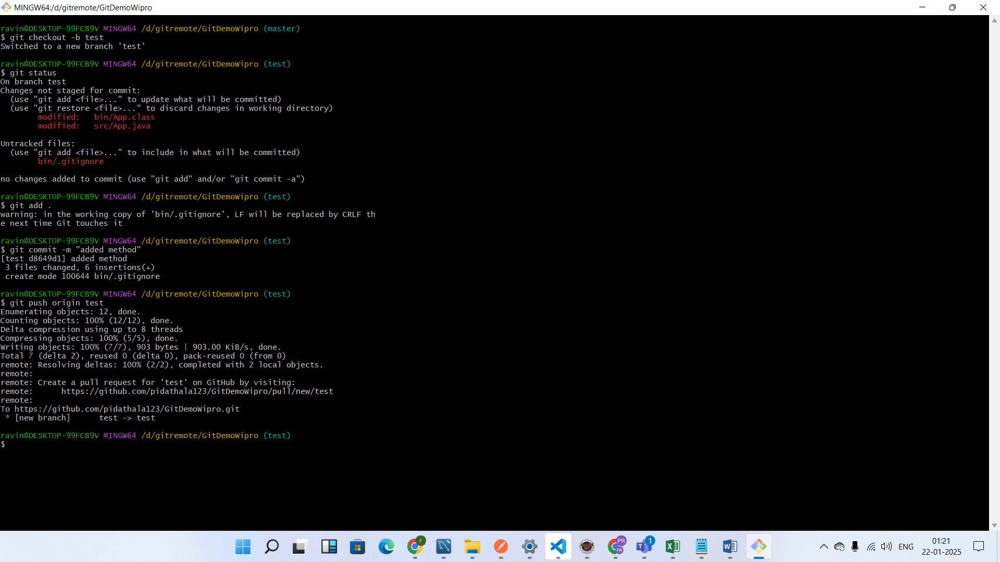 MINGW64:/d/gitremote/GitDemoWipro
ravin@DESKTOP-99FCB9V MINGW64 /d/gitremote/GitDemoWipro (master)
$ git checkout -b test
Switched to a new branch 'test'
ravin@DESKTOP-99FCB9V MINGW64 /d/gitremote/GitDemoWipro (test)
$ git status
On branch test
Changes not staged for commit:
  (use "git add <file>..." to update what will be committed)
  (use "git restore <file>..." to discard changes in working directory)
        modified:   bin/App.class
        modified:   src/App.java
Untracked files:
  (use "git add <file>..." to include in what will be committed)
        bin/.gitignore
no changes added to commit (use "git add" and/or "git commit -a")
ravin@DESKTOP-99FCB9V MINGW64 /d/gitremote/GitDemoWipro (test)
$ git add .
warning: in the working copy of 'bin/.gitignore', LF will be replaced by CRLF th
e next time Git touches it
ravin@DESKTOP-99FCB9V MINGW64 /d/gitremote/GitDemoWipro (test)
$ git commit -m "added method"
[test d8649d1] added method
 3 files changed, 6 insertions(+)
 create mode 100644 bin/.gitignore
ravin@DESKTOP-99FCB9V MINGW64 /d/gitremote/GitDemoWipro (test)
$ git push origin test
Enumerating objects: 12, done.
Counting objects: 100% (12/12), done.
Delta compression using up to 8 threads
Compressing objects: 100% (5/5), done.
Writing objects: 100% (7/7), 903 bytes | 903.00 KiB/s, done.
Total 7 (delta 2), reused 0 (delta 0), pack-reused 0 (from 0)
remote: Resolving deltas: 100% (2/2), completed with 2 local objects.
remote:
remote: Create a pull request for 'test' on GitHub by visiting:
remote:      https://github.com/pidathala123/GitDemoWipro/pull/new/test
remote:
To https://github.com/pidathala123/GitDemoWipro.git
 * [new branch]      test -> test
ravin@DESKTOP-99FCB9V MINGW64 /d/gitremote/GitDemoWipro (test)
$
r
PR
PR
1
ENG
01:21
22-01-2025